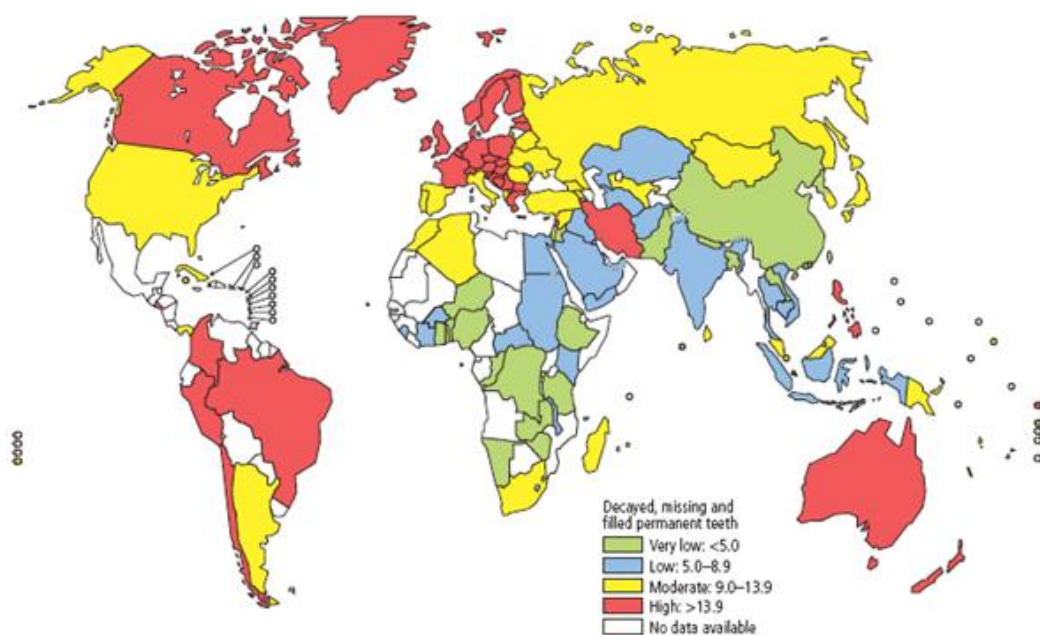 Decayed, missing and
filled permanent teeth
Very low: <5.0
Low: 5.0–8.9
Moderate: 9.0–13.9
High: >13.9
No data available